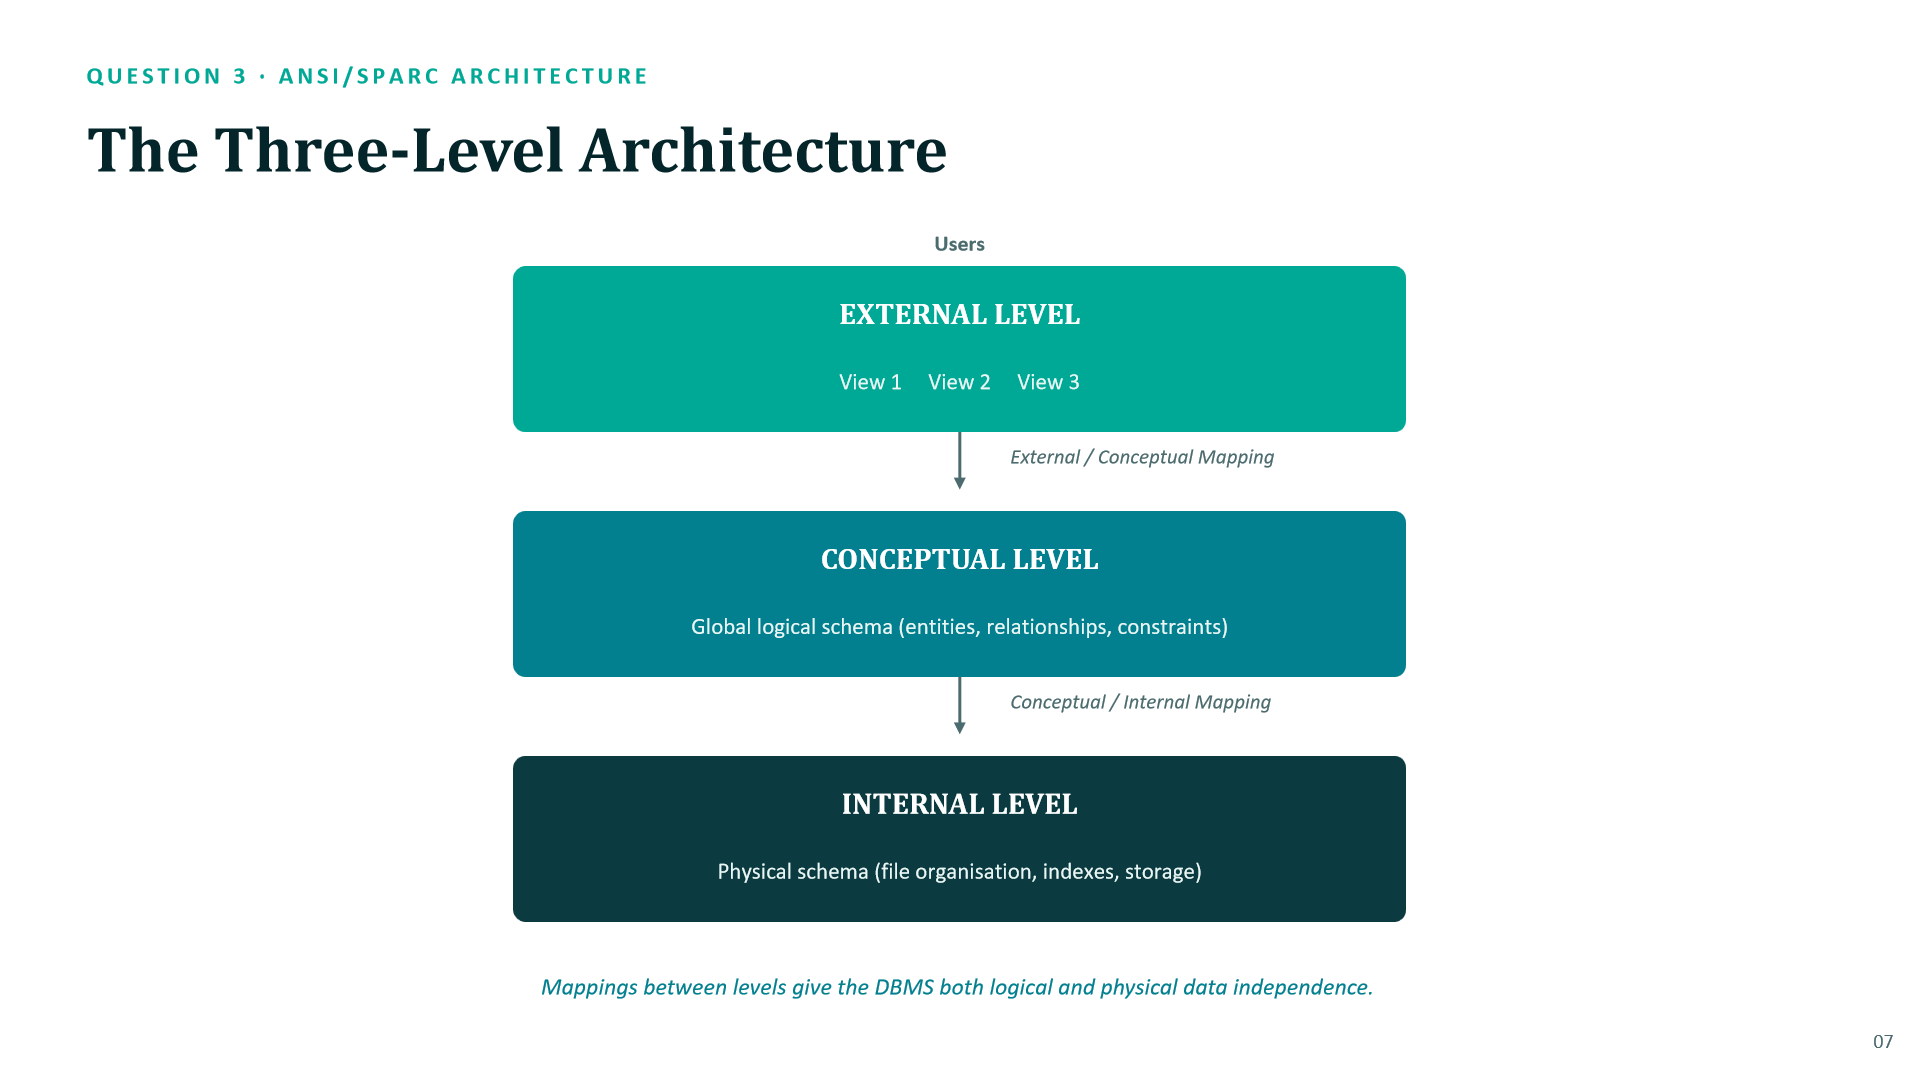 QUESTION 3 · ANSI/SPARC ARCHITECTURE
The Three-Level Architecture
Users
EXTERNAL LEVEL
View 1 View 2 View 3
External / Conceptual Mapping
CONCEPTUAL LEVEL
Global logical schema (entities, relationships, constraints)
Conceptual / Internal Mapping
INTERNAL LEVEL
Physical schema (file organisation, indexes, storage)
Mappings between levels give the DBMS both logical and physical data independence.
07